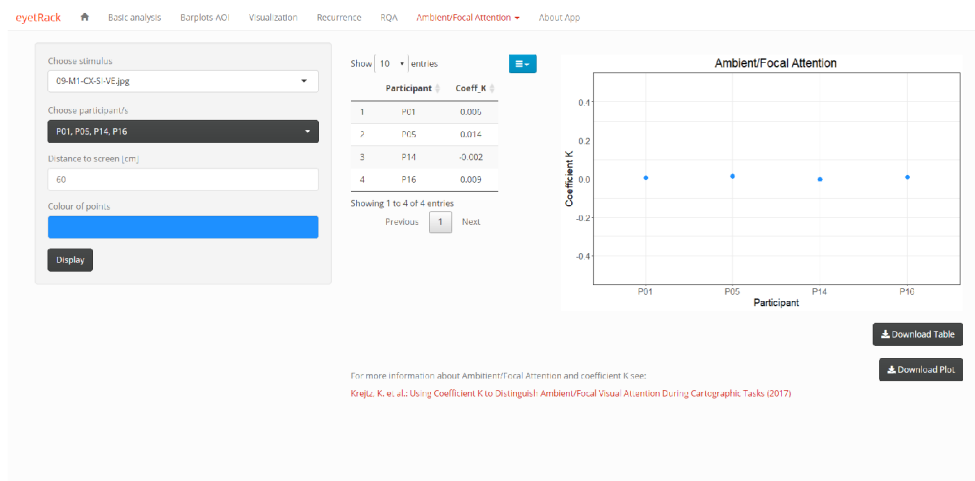 eyetRack Basic analysis Barplots AOI Visualization Recurrence RQA Ambient/Focal Attention About App
Choose stimulus
09-M1-CX-SI-VE.jpg
Choose participant/s
P01, P05, P14, P16
Distance to screen [cm]
60
Colour of points
Display
Show 10 entries
Participant Coeff_K
1 P01 0.006
2 P05 0.014
3 P14 -0.002
4 P16 0.009
Showing 1 to 4 of 4 entries
Previous 1 Next
Ambient/Focal Attention
Coefficient K
0.4
0.2
0.0
-0.2
-0.4
P01 P05 P14 P16
Participant
Download Table
Download Plot
For more information about Ambitient/Focal Attention and coefficient K see:
Krejtz, K. et al.: Using Coefficient K to Distinguish Ambient/Focal Visual Attention During Cartographic Tasks (2017)